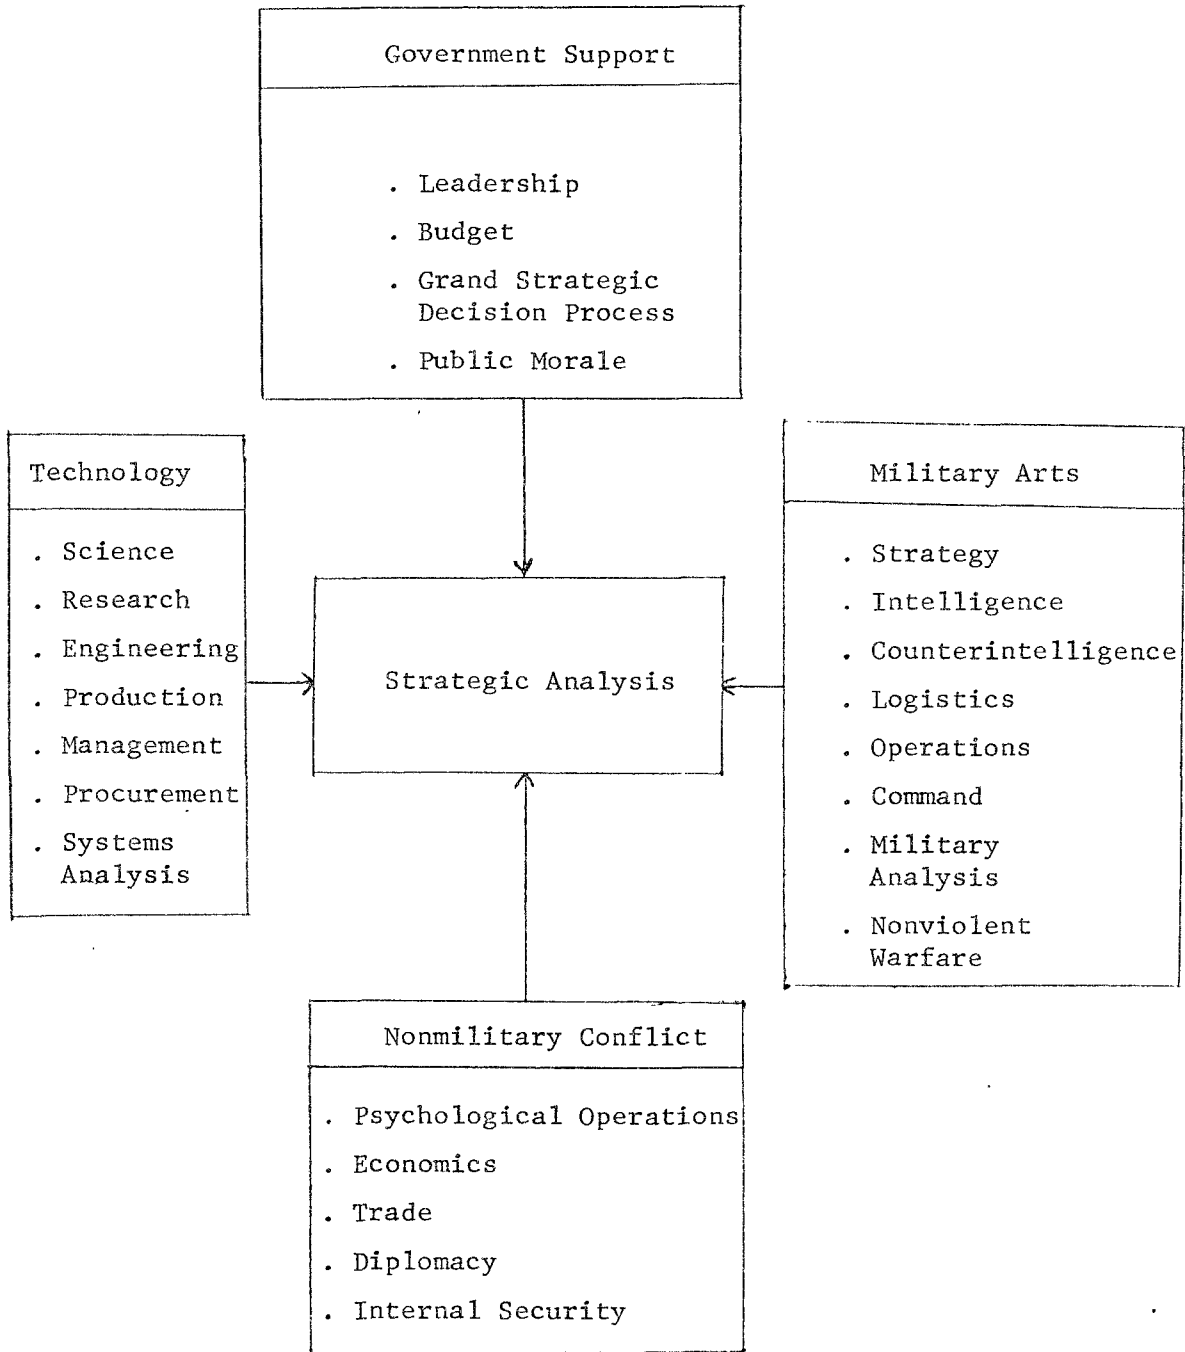 Government Support
. Leadership
. Budget
. Grand Strategic
Decision Process
. Public Morale
Technology
. Science
. Research
. Engineering
. Production
. Management
. Procurement
. Systems
Analysis
Strategic Analysis
Military Arts
. Strategy
. Intelligence
. Counterintelligence
. Logistics
. Operations
. Command
. Military
Analysis
. Nonviolent
Warfare
Nonmilitary Conflict
. Psychological Operations
. Economics
. Trade
. Diplomacy
. Internal Security